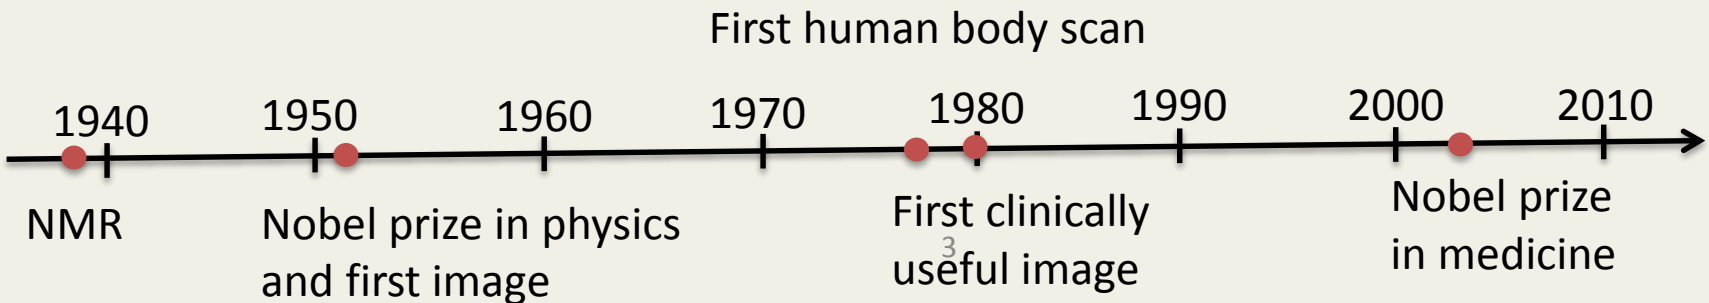 First human body scan
1940 1950 1960 1970 1980 1990 2000 2010
NMR
Nobel prize in physics
and first image
First clinically
useful image
3
Nobel prize
in medicine